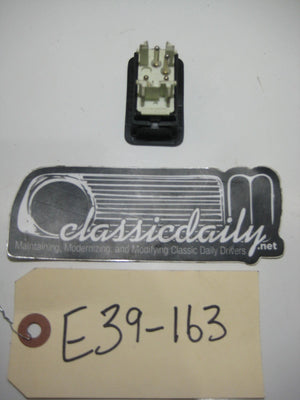 classicdaily
.net
Maintaining, Modernizing, and Modifying Classic Daily Drivers
E39-163